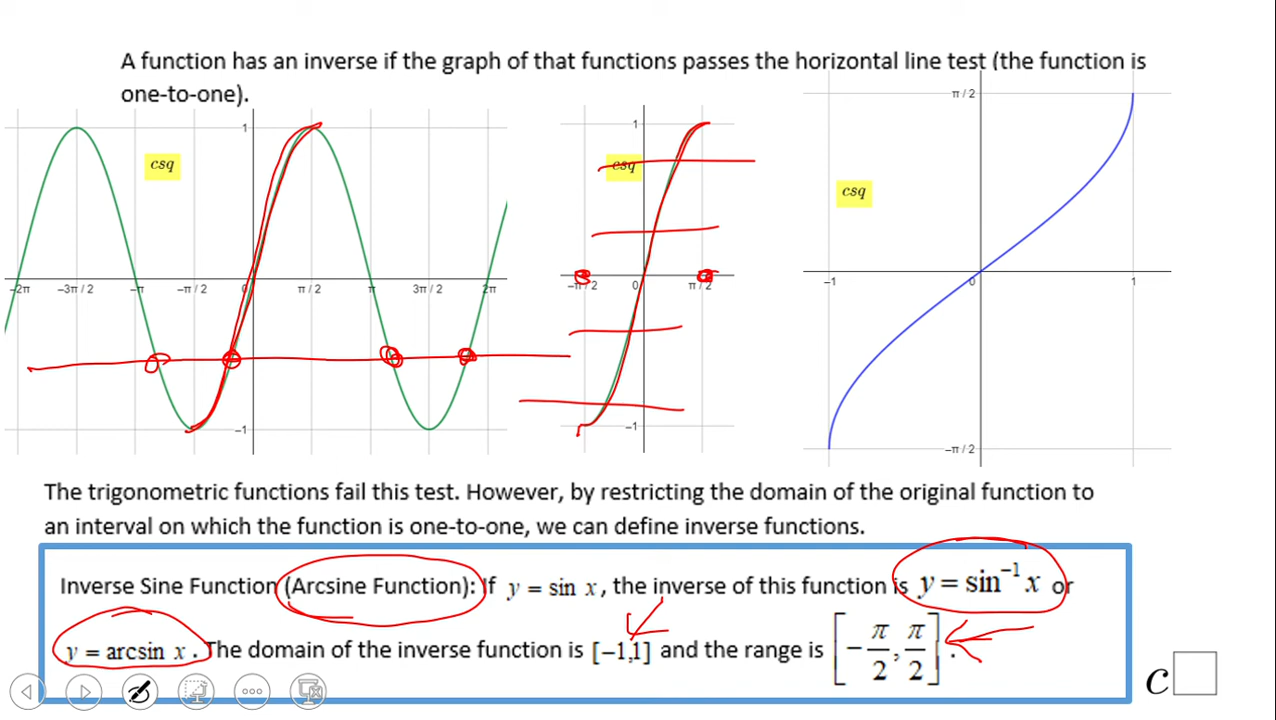 A function has an inverse if the graph of that functions passes the horizontal line test (the function is
one-to-one).
1
csq
−2π −3π / 2 −π −π / 2 0 π / 2 π 3π / 2 2π
−1
1
csq
−π / 2 0 π / 2
−1
π / 2
csq
−1 0 1
−π / 2
The trigonometric functions fail this test. However, by restricting the domain of the original function to
an interval on which the function is one-to-one, we can define inverse functions.
Inverse Sine Function (Arcsine Function): If y = sin x, the inverse of this function is y = sin⁻¹ x or
y = arcsin x. The domain of the inverse function is [−1,1] and the range is [−π/2, π/2].
c